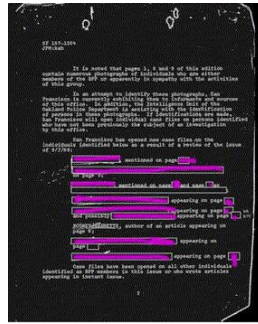 SF 157-1204
JPM:mah
It is noted that pages 1, 8 and 9 of this edition
contain numerous photographs of individuals who are either
members of the BPP or apparently in sympathy with the activities
of this group.
In an attempt to identify these photographs, San
Francisco is currently exhibiting them to informants and sources
of this office. In addition, the Intelligence Unit of the
Oakland Police Department is assisting with the identification
of persons in these photographs. If identifications are made,
San Francisco will open individual case files on persons identified
who have not been previously the subject of an investigation
by this office.
San Francisco has opened new case files on the
individuals identified below as a result of a review of the issue
of 9/7/68:
mentioned on page
on page
mentioned on page and page
appearing on page
appearing on page
and possibly appearing on page
author of an article appearing on
page
appearing on
page
appearing on page
Case files have been opened on all other individuals
identified as BPP members in this issue or who wrote articles
appearing in instant issue.